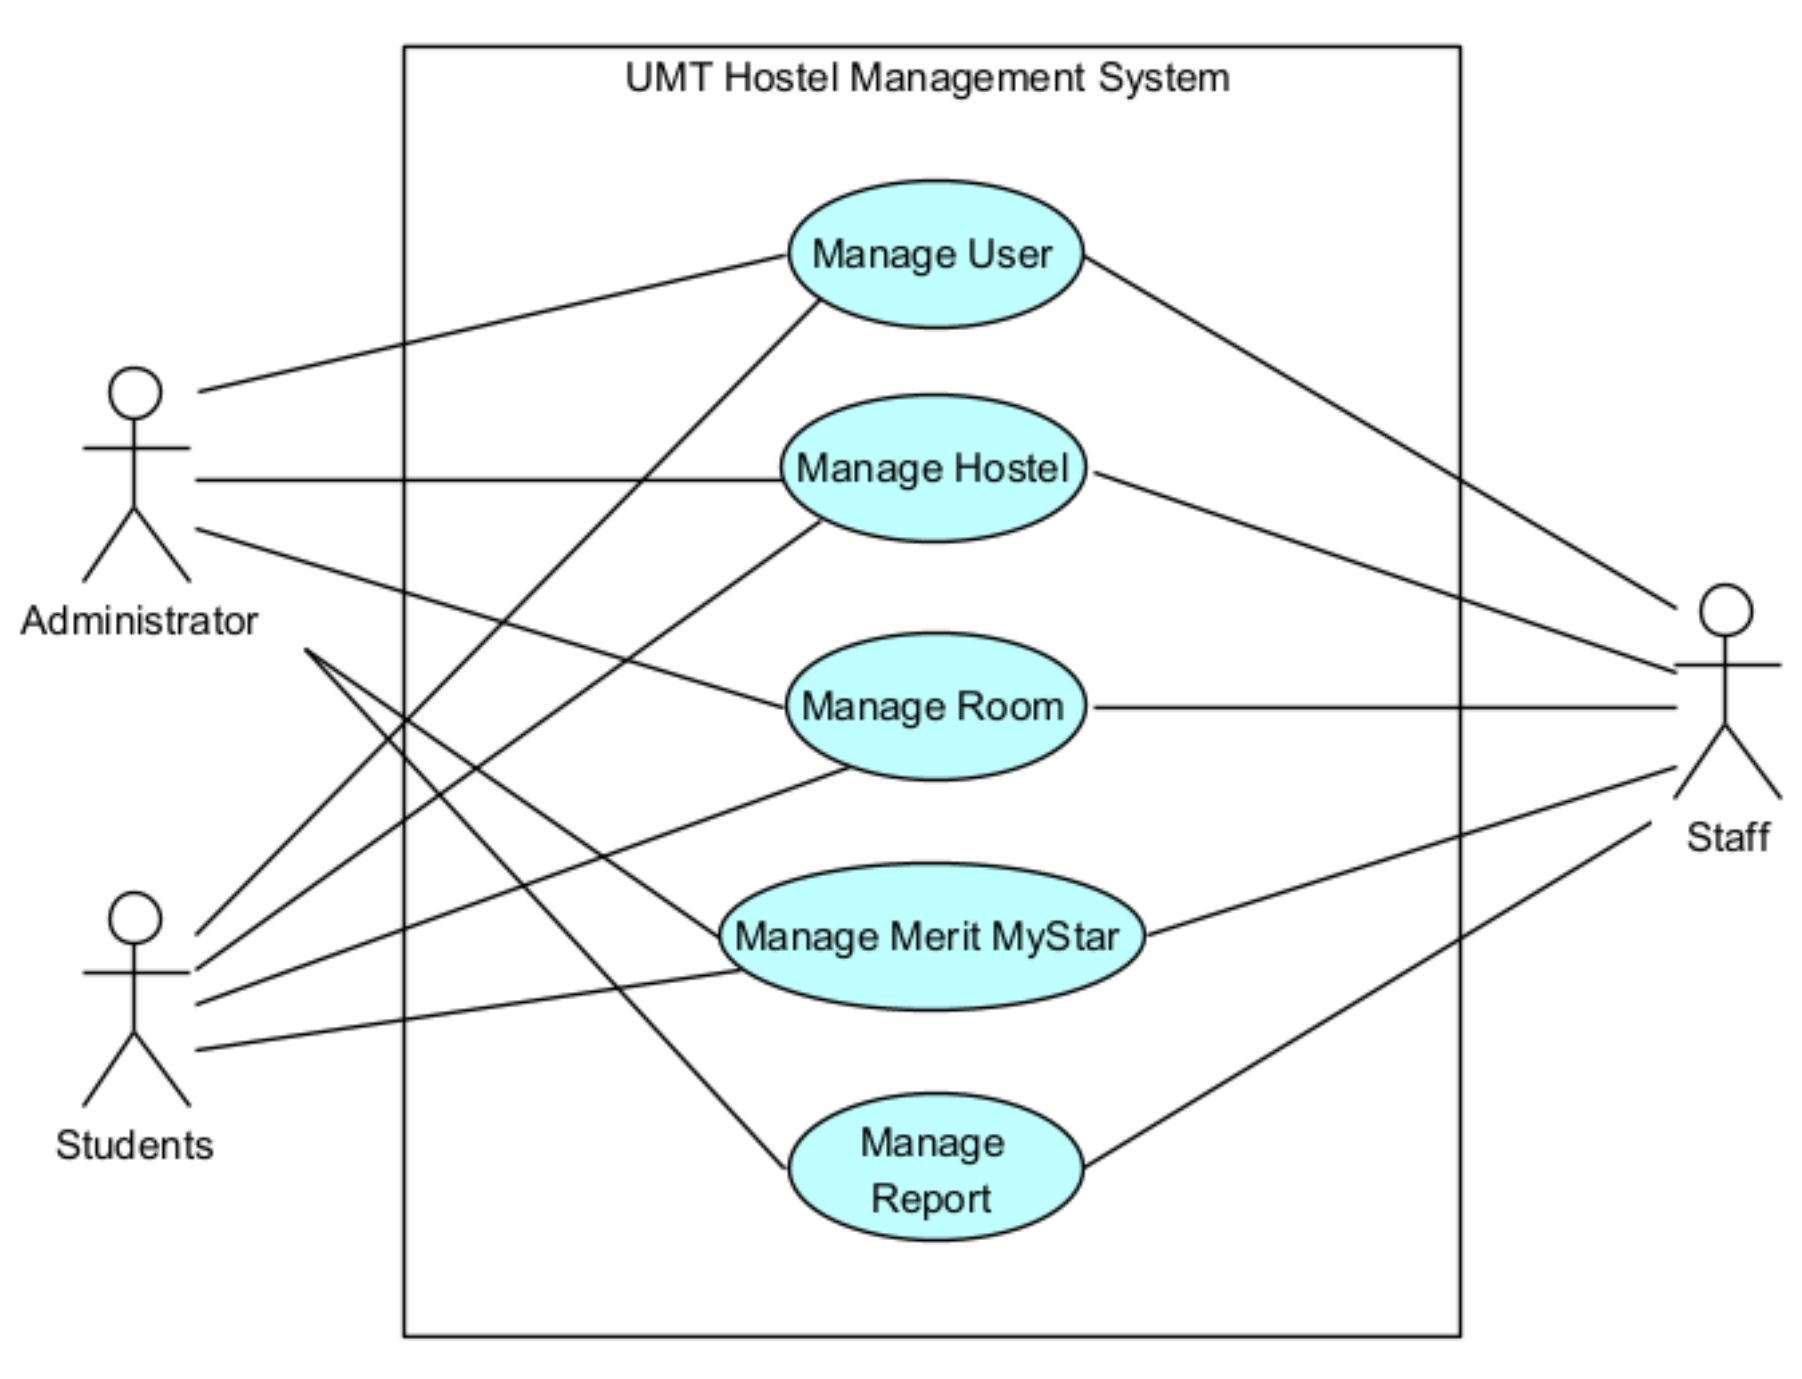 UMT Hostel Management System
Manage User
Manage Hostel
Administrator
Manage Room
Staff
Manage Merit MyStar
Students
Manage
Report